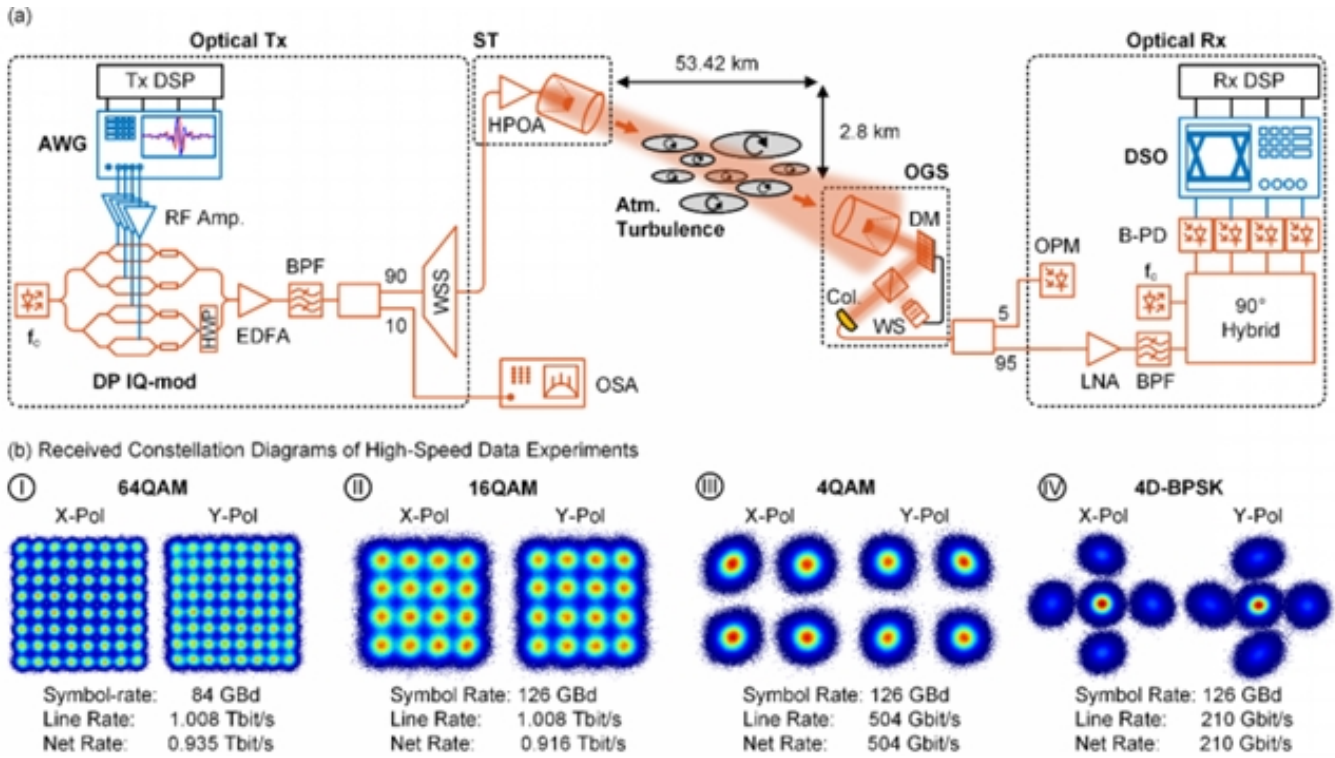 (a)
Optical Tx
ST
Optical Rx
Tx DSP
53.42 km
Rx DSP
HPOA
2.8 km
AWG
DSO
OGS
RF Amp.
Atm.
Turbulence
DM
B-PD
OPM
BPF
90
WSS
fc
Col.
5
90°
Hybrid
fc
HWP
EDFA
10
WS
95
DP IQ-mod
OSA
LNA
BPF
(b) Received Constellation Diagrams of High-Speed Data Experiments
I 64QAM
X-Pol Y-Pol
Symbol-rate: 84 GBd
Line Rate: 1.008 Tbit/s
Net Rate: 0.935 Tbit/s
II 16QAM
X-Pol Y-Pol
Symbol Rate: 126 GBd
Line Rate: 1.008 Tbit/s
Net Rate: 0.916 Tbit/s
III 4QAM
X-Pol Y-Pol
Symbol Rate: 126 GBd
Line Rate: 504 Gbit/s
Net Rate: 504 Gbit/s
IV 4D-BPSK
X-Pol Y-Pol
Symbol Rate: 126 GBd
Line Rate: 210 Gbit/s
Net Rate: 210 Gbit/s